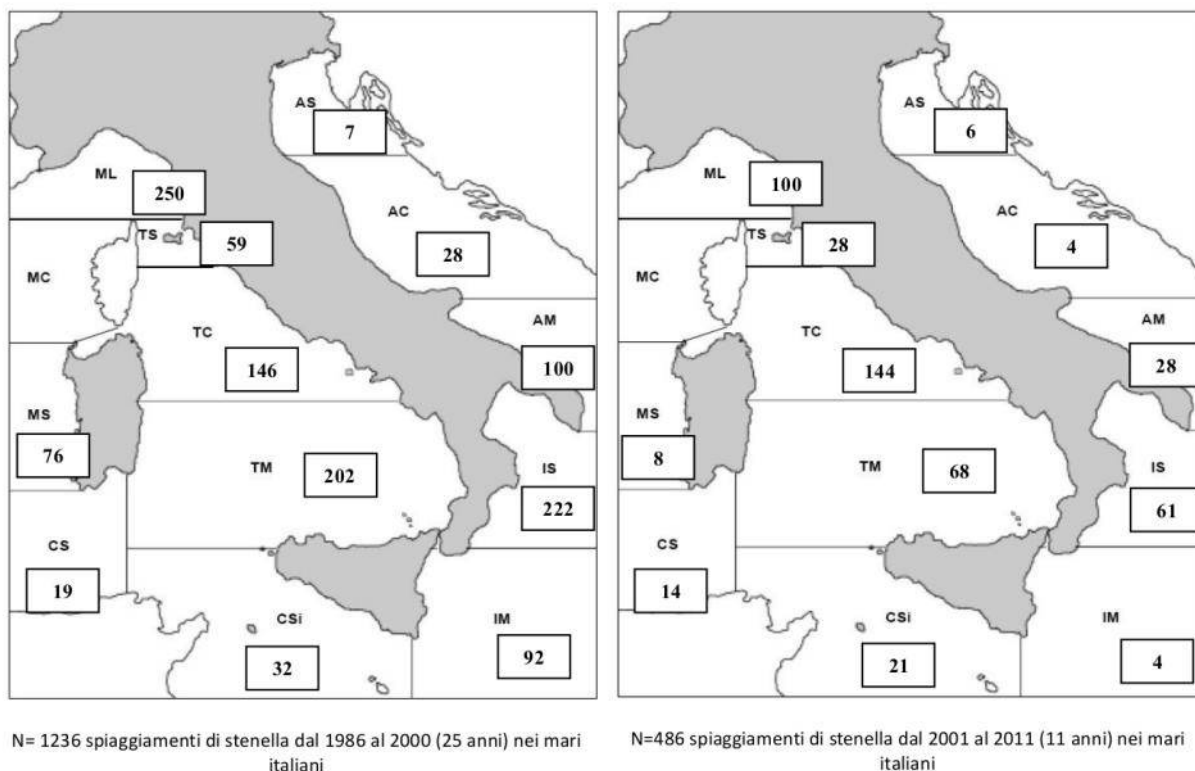 AS
7
ML
250
AC
TS
59
28
MC
AM
TC
146
100
MS
76
TM
202
IS
222
CS
19
CSi
IM
32
92
N= 1236 spiaggiamenti di stenella dal 1986 al 2000 (25 anni) nei mari
italiani
AS
6
ML
100
AC
TS
28
4
MC
AM
TC
144
28
MS
8
TM
68
IS
61
CS
14
CSi
IM
21
4
N=486 spiaggiamenti di stenella dal 2001 al 2011 (11 anni) nei mari
italiani